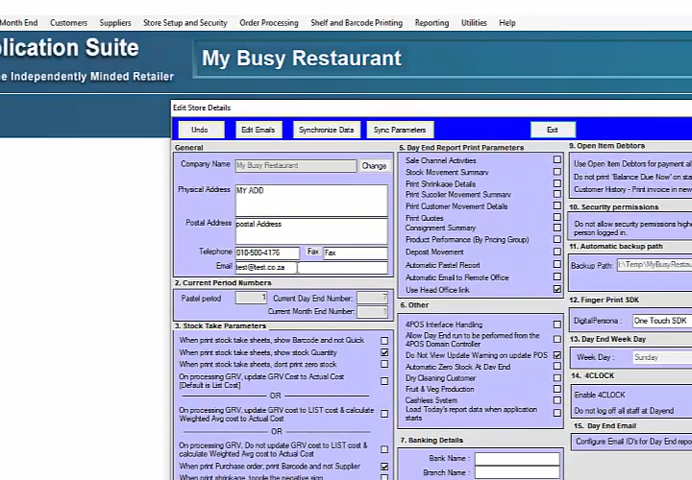 Month End Customers Suppliers Store Setup and Security Order Processing Shelf and Barcode Printing Reporting Utilities Help
plication Suite
e Independently Minded Retailer
My Busy Restaurant
Edit Store Details
Undo Edit Emails Synchronize Data Sync Parameters Exit
General
Company Name My Busy Restaurant Change
Physical Address MY ADD
Postal Address postal Address
Telephone 010-500-4176 Fax Fax
Email test@test.co.za
2. Current Period Numbers
Pastel period 1 Current Day End Number: 7
Current Month End Number: 1
3. Stock Take Parameters
When print stock take sheets, show Barcode and not Quick
When print stock take sheets, show stock Quantity
When print stock take sheets, dont print zero stock
On processing GRV, update GRV Cost to Actual Cost
[Default is List Cost]
OR
On processing GRV, update GRV cost to LIST cost & calculate
Weighted Avg cost to Actual Cost
OR
On processing GRV, Do not update GRV cost to LIST cost &
calculate Weighted Avg cost to Actual Cost
When print Purchase order, print Barcode and not Supplier
When print shrinkage, toggle the negative sign
5. Day End Report Print Parameters
Sale Channel Activities
Stock Movement Summary
Print Shrinkage Details
Print Supplier Movement Summary
Print Customer Movement Details
Print Quotes
Consignment Summary
Product Performance (By Pricing Group)
Deposit Movement
Automatic Pastel Report
Automatic Email to Remote Office
Use Head Office link
6. Other
4POS Interface Handling
Allow Day End run to be performed from the
4POS Domain Controller
Do Not View Update Warning on update POS
Automatic Zero Stock At Day End
Dry Cleaning Customer
Fruit & Veg Production
Cashless System
Load Today's report data when application
starts
7. Banking Details
Bank Name :
Branch Name :
9. Open Item Debtors
Use Open Item Debtors for payment al
Do not print 'Balance Due Now' on sta
Customer History - Print invoice in new
10. Security permissions
Do not allow security permissons highe
person logged in.
11. Automatic backup path
Backup Path: I:\Temp\MyBusyRestau
12. Finger Print SDK
DigitalPersona : One Touch SDK
13. Day End Week Day
Week Day : Sunday
14. 4CLOCK
Enable 4CLOCK
Do not log off all staff at Dayend
15. Day End Email
Configure Email ID's for Day End repo